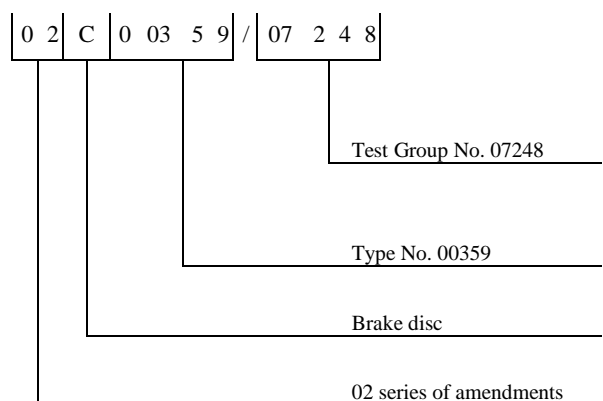 0 2 C 0 03 5 9 / 07 2 4 8
Test Group No. 07248
Type No. 00359
Brake disc
02 series of amendments